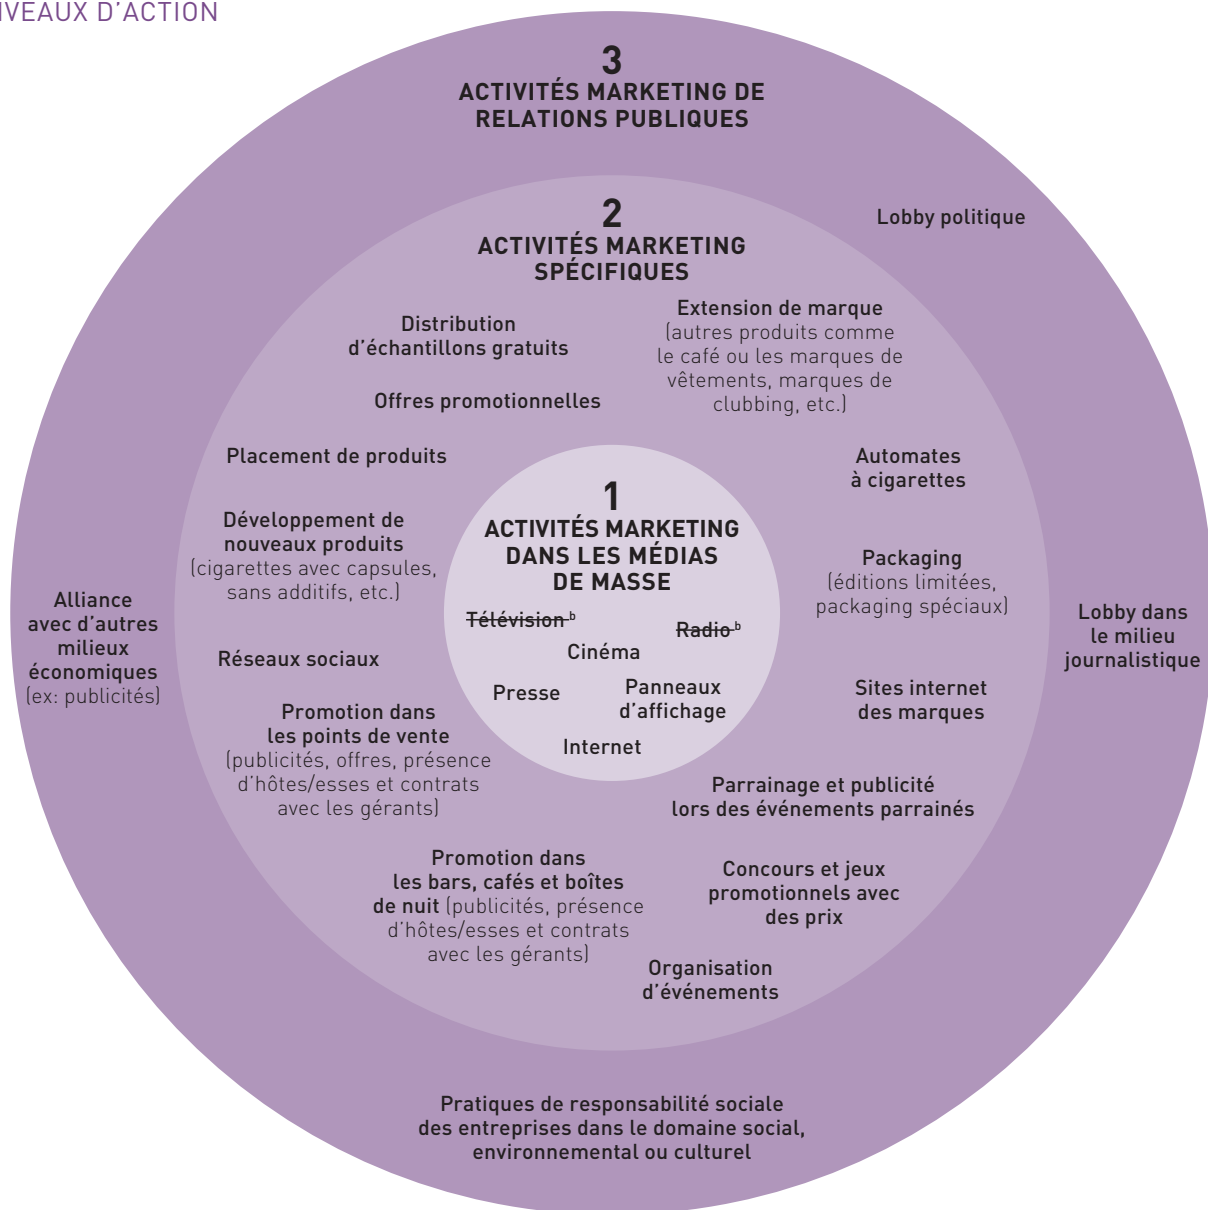 IVEAUX D'ACTION
3
ACTIVITÉS MARKETING DE
RELATIONS PUBLIQUES
Lobby politique
2
ACTIVITÉS MARKETING
SPÉCIFIQUES
Distribution
d'échantillons gratuits
Extension de marque
(autres produits comme
le café ou les marques de
vêtements, marques de
clubbing, etc.)
Offres promotionnelles
Placement de produits
Automates
à cigarettes
Développement de
nouveaux produits
(cigarettes avec capsules,
sans additifs, etc.)
1
ACTIVITÉS MARKETING
DANS LES MÉDIAS
DE MASSE
Télévision b
Radio b
Cinéma
Presse
Panneaux
d'affichage
Internet
Packaging
(éditions limitées,
packaging spéciaux)
Alliance
avec d'autres
milieux
économiques
(ex: publicités)
Lobby dans
le milieu
journalistique
Réseaux sociaux
Sites internet
des marques
Promotion dans
les points de vente
(publicités, offres, présence
d'hôtes/esses et contrats
avec les gérants)
Parrainage et publicité
lors des événements parrainés
Promotion dans
les bars, cafés et boîtes
de nuit (publicités, présence
d'hôtes/esses et contrats
avec les gérants)
Concours et jeux
promotionnels avec
des prix
Organisation
d'événements
Pratiques de responsabilité sociale
des entreprises dans le domaine social,
environnemental ou culturel